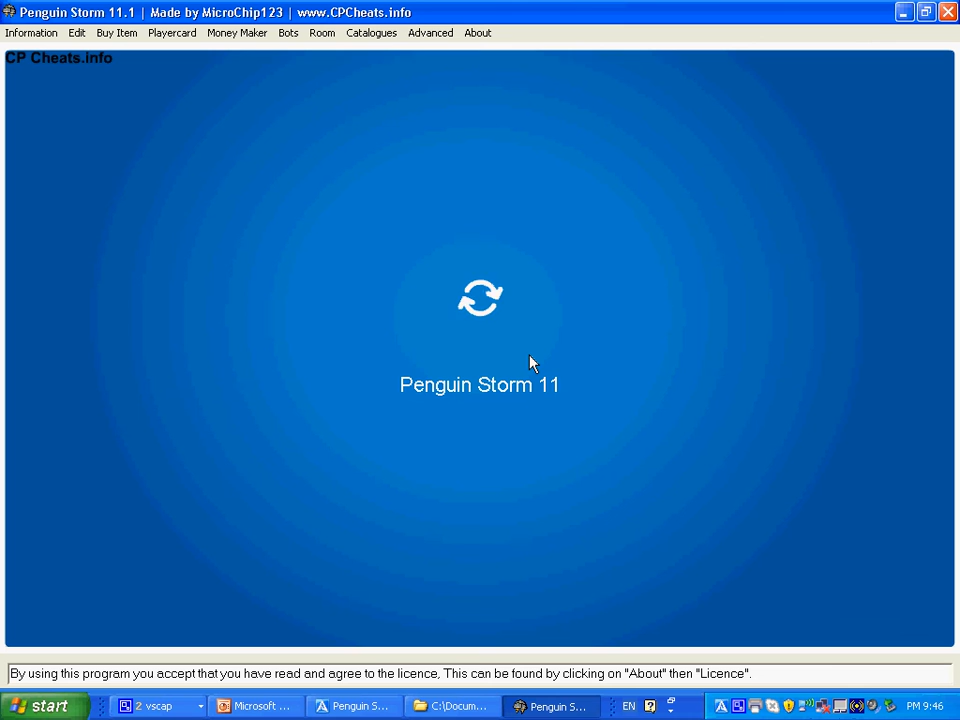 Penguin Storm 11.1 | Made by MicroChip123 | www.CPCheats.info
Information Edit Buy Item Playercard Money Maker Bots Room Catalogues Advanced About
CP Cheats.info
Penguin Storm 11
By using this program you accept that you have read and agree to the licence, This can be found by clicking on "About" then "Licence".
start 2 vscap Microsoft ... Penguin S... C:\Docum... Penguin S... EN PM 9:46